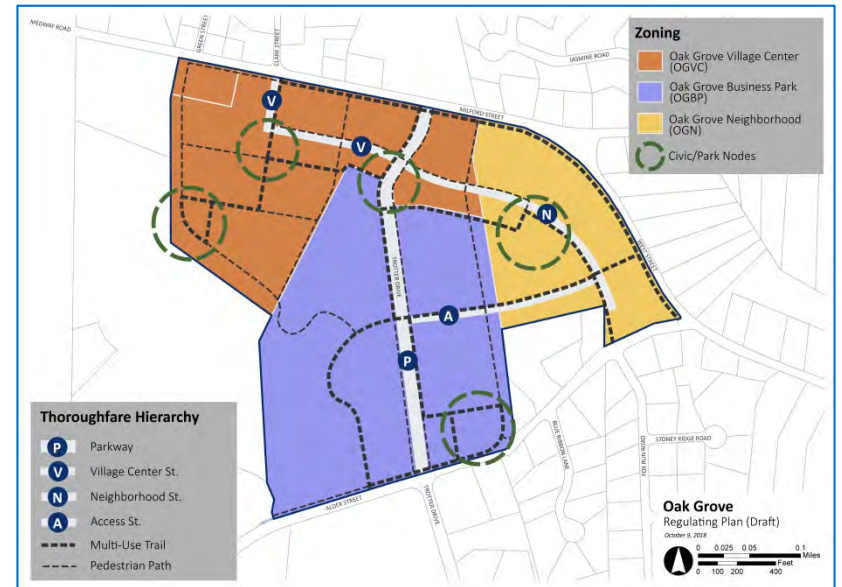 MEDWAY ROAD
GREEN STREET
CLARK STREET
JASMINE ROAD
MILFORD STREET
WEST STREET
V
V
N
A
P
TROTTER DRIVE
ALDER STREET
TROTTER DRIVE
BLUE RIBBON LANE
FOX RUN ROAD
STONEY RIDGE ROAD
Zoning
Oak Grove Village Center
(OGVC)
Oak Grove Business Park
(OGBP)
Oak Grove Neighborhood
(OGN)
Civic/Park Nodes
Thoroughfare Hierarchy
P Parkway
V Village Center St.
N Neighborhood St.
A Access St.
Multi-Use Trail
Pedestrian Path
Oak Grove
Regulating Plan (Draft)
October 9, 2018
0 0.025 0.05 0.1
Miles
Feet
0 100 200 400